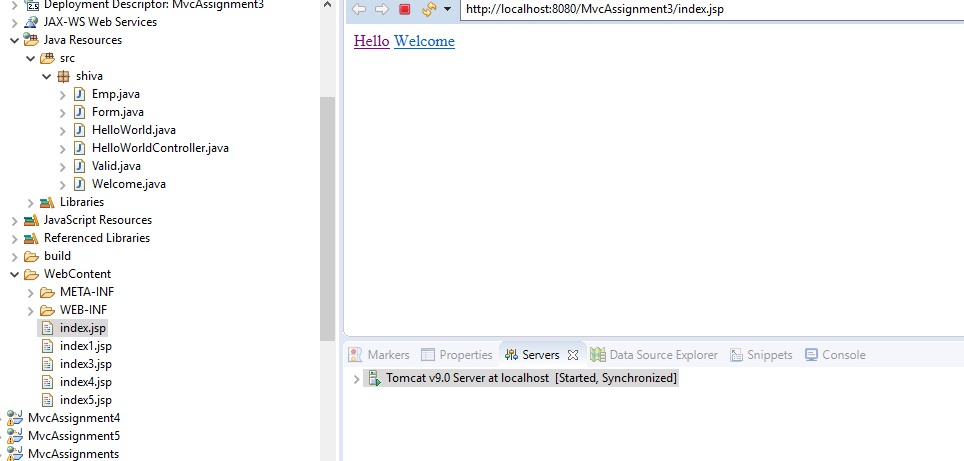 Deployment Descriptor: MvcAssignment3
JAX-WS Web Services
Java Resources
src
shiva
Emp.java
Form.java
HelloWorld.java
HelloWorldController.java
Valid.java
Welcome.java
Libraries
JavaScript Resources
Referenced Libraries
build
WebContent
META-INF
WEB-INF
index.jsp
index1.jsp
index3.jsp
index4.jsp
index5.jsp
MvcAssignment4
MvcAssignment5
MvcAssignments
http://localhost:8080/MvcAssignment3/index.jsp
Hello Welcome
Markers Properties Servers Data Source Explorer Snippets Console
Tomcat v9.0 Server at localhost [Started, Synchronized]